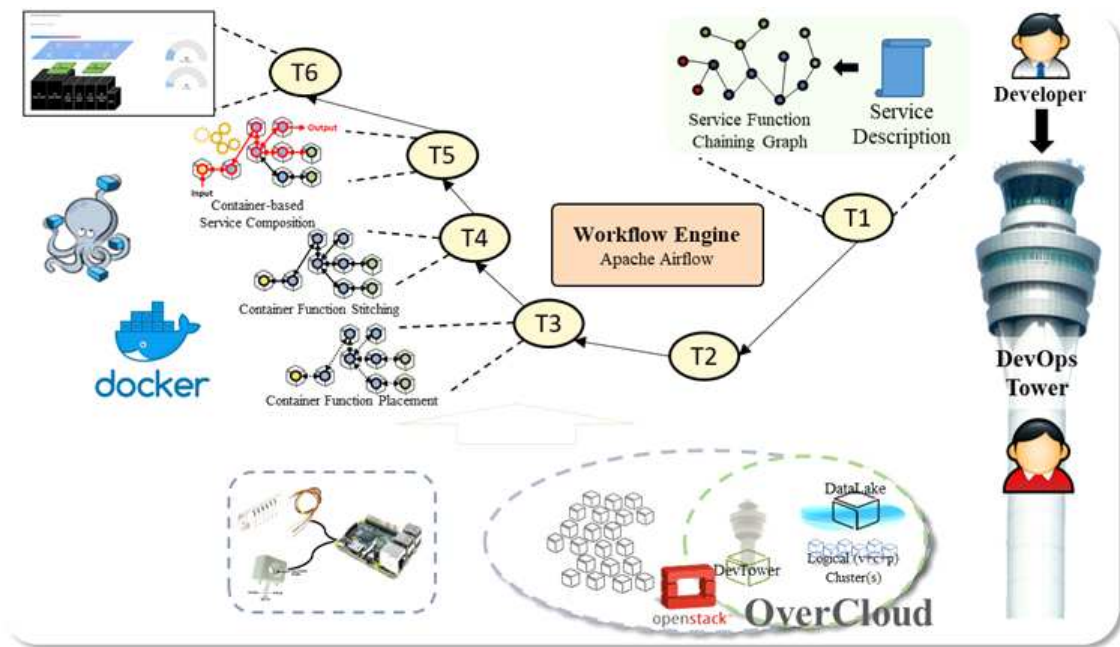 T6
Output
T5
Input
Container-based
Service Composition
T4
Container Function Stitching
T3
Container Function Placement
docker
Workflow Engine
Apache Airflow
T2
T1
Service Function
Chaining Graph
Service
Description
Developer
DevOps
Tower
DataLake
DevTower
Logical (v+c+p)
Cluster(s)
openstack
OverCloud